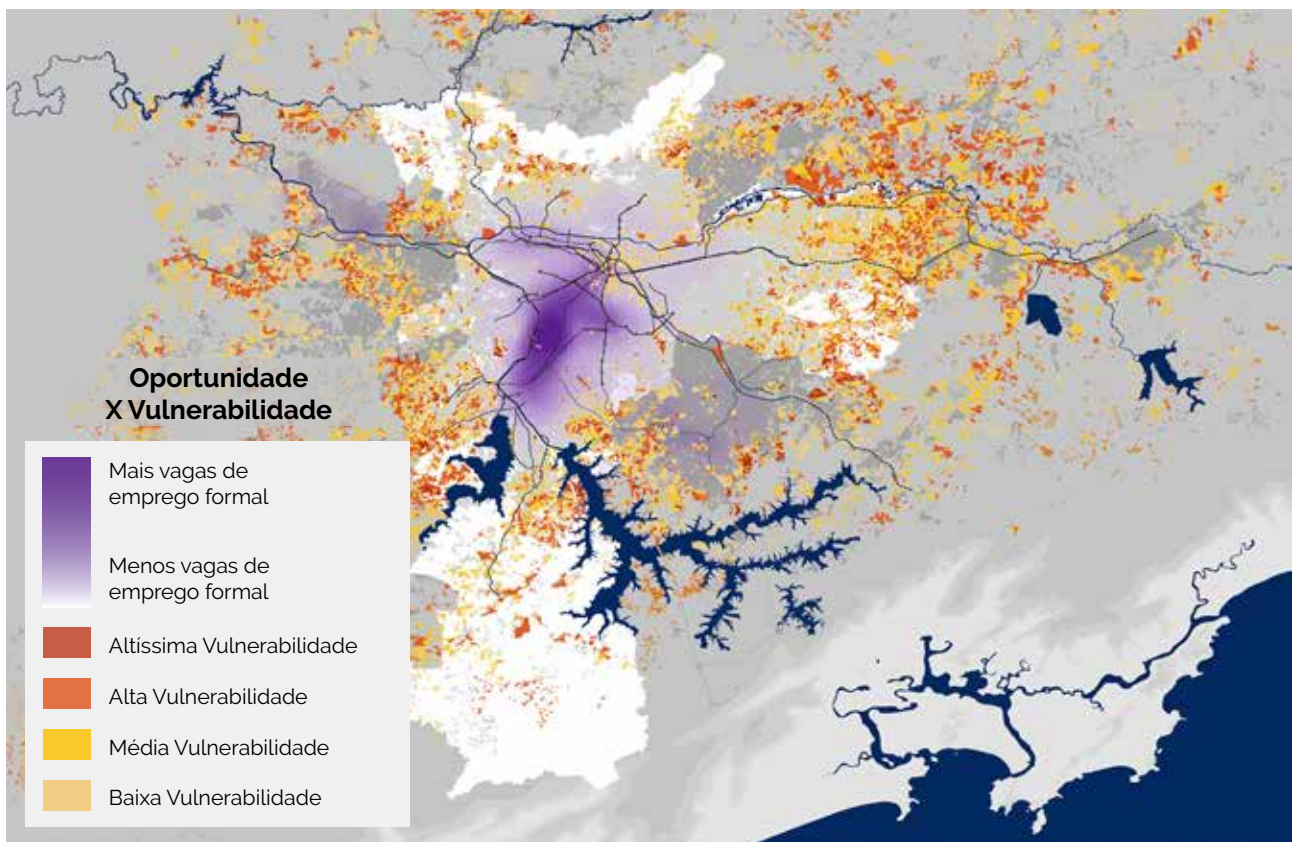 Oportunidade
X Vulnerabilidade
Mais vagas de
emprego formal
Menos vagas de
emprego formal
Altíssima Vulnerabilidade
Alta Vulnerabilidade
Média Vulnerabilidade
Baixa Vulnerabilidade